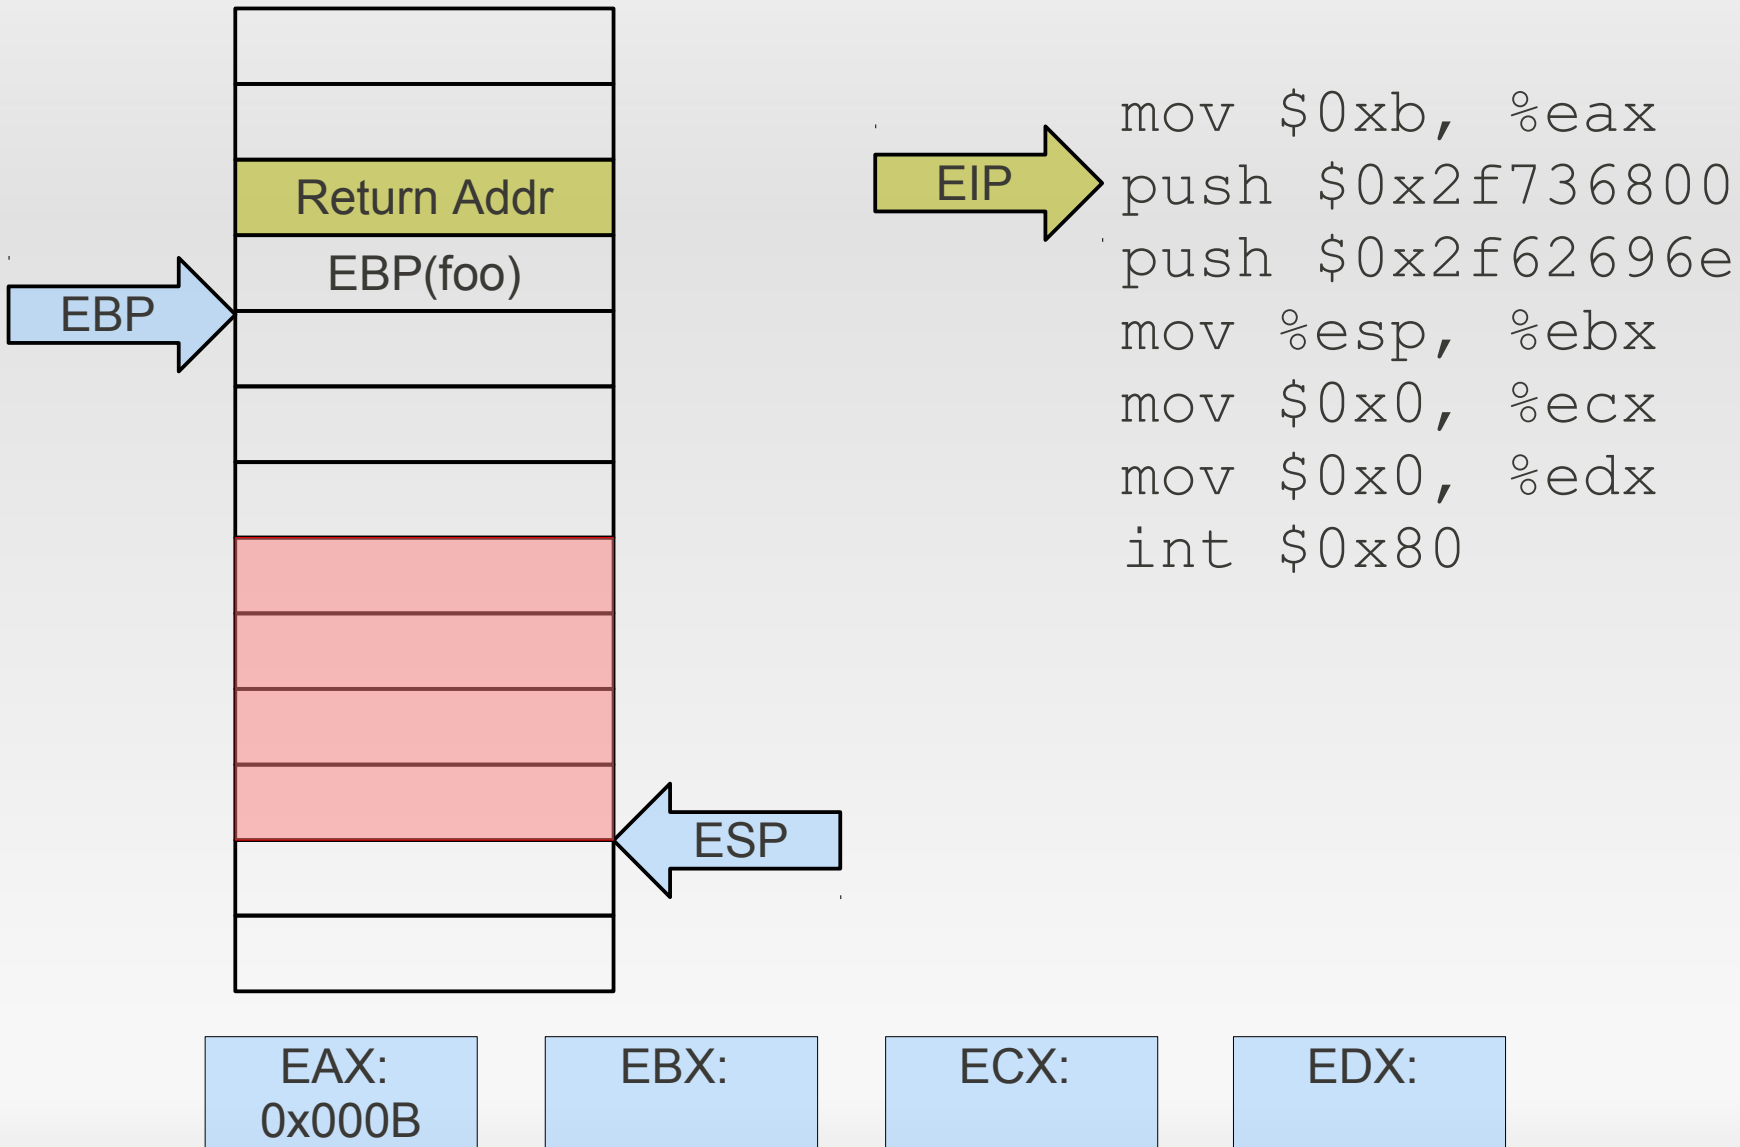 Return Addr
EBP(foo)
EBP
ESP
EIP
mov $0xb, %eax
push $0x2f736800
push $0x2f62696e
mov %esp, %ebx
mov $0x0, %ecx
mov $0x0, %edx
int $0x80
EAX:
0x000B
EBX:
ECX:
EDX: